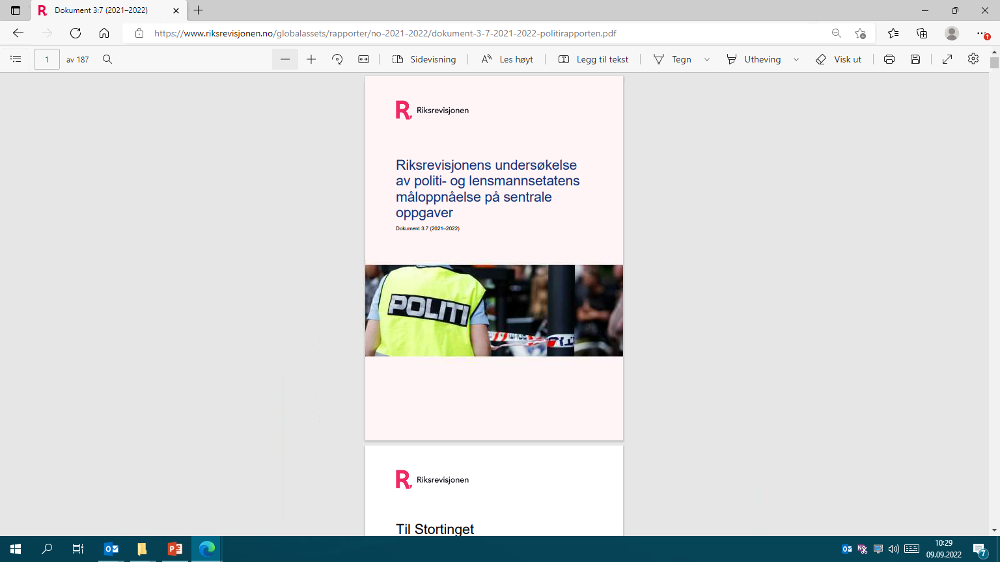 Dokument 3:7 (2021–2022)
https://www.riksrevisjonen.no/globalassets/rapporter/no-2021-2022/dokument-3-7-2021-2022-politirapporten.pdf
1
1 av 187
Sidevisning
Les høyt
Legg til tekst
Tegn
Utheving
Visk ut
R
Riksrevisjonen
Riksrevisjonens undersøkelse
av politi- og lensmannsetatens
måloppnåelse på sentrale
oppgaver
Dokument 3:7 (2021–2022)
POLITI
R
Riksrevisjonen
Til Stortinget
10:29
09.09.2022
7